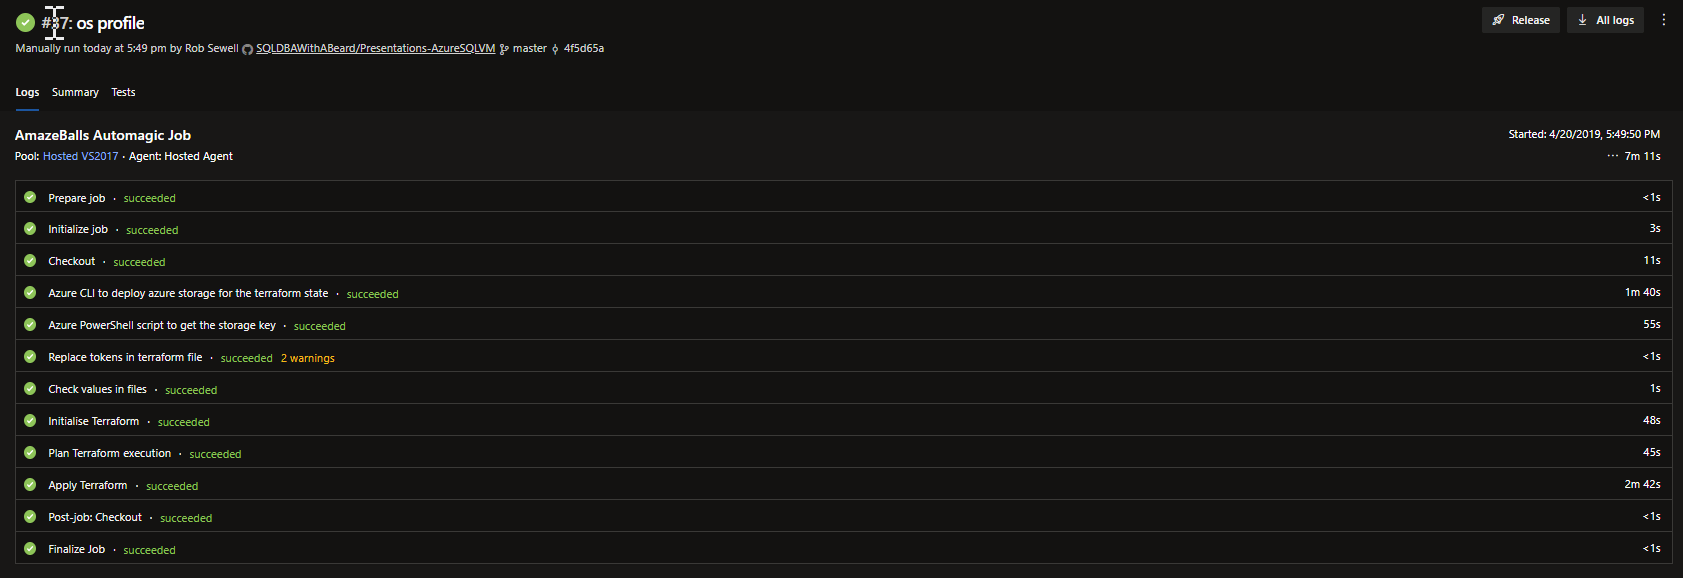 #37: os profile
Release
All logs
Manually run today at 5:49 pm by Rob Sewell SQLDBAWithABeard/Presentations-AzureSQLVM master 4f5d65a
Logs Summary Tests
AmazeBalls Automagic Job
Started: 4/20/2019, 5:49:50 PM
Pool: Hosted VS2017 · Agent: Hosted Agent
··· 7m 11s
Prepare job · succeeded <1s
Initialize job · succeeded 3s
Checkout · succeeded 11s
Azure CLI to deploy azure storage for the terraform state · succeeded 1m 40s
Azure PowerShell script to get the storage key · succeeded 55s
Replace tokens in terraform file · succeeded 2 warnings <1s
Check values in files · succeeded 1s
Initialise Terraform · succeeded 48s
Plan Terraform execution · succeeded 45s
Apply Terraform · succeeded 2m 42s
Post-job: Checkout · succeeded <1s
Finalize Job · succeeded <1s